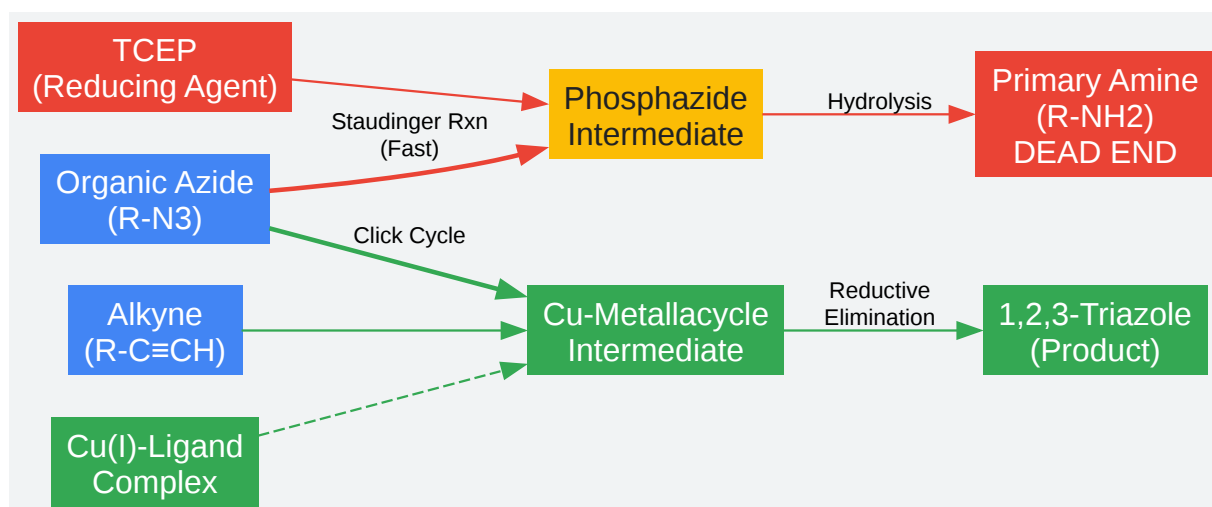 TCEP
(Reducing Agent)
Staudinger Rxn
(Fast)
Phosphazide
Intermediate
Hydrolysis
Primary Amine
(R-NH2)
DEAD END
Organic Azide
(R-N3)
Click Cycle
Alkyne
(R-C≡CH)
Cu-Metallacycle
Intermediate
Reductive
Elimination
1,2,3-Triazole
(Product)
Cu(I)-Ligand
Complex